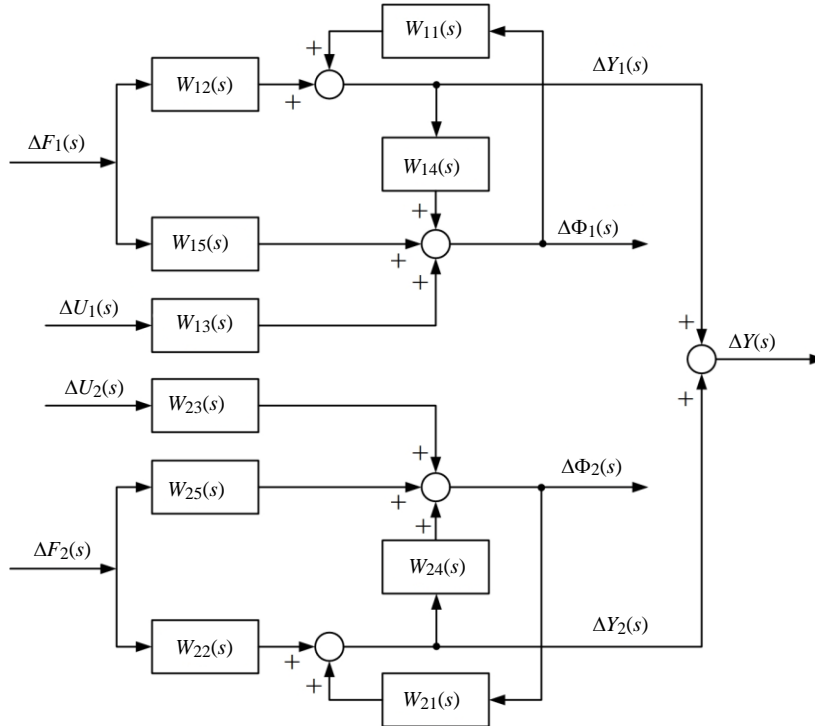 W11(s)
+
W12(s)
+
ΔY1(s)
ΔF1(s)
W14(s)
+
W15(s)
+
ΔΦ1(s)
+
ΔU1(s)
W13(s)
+
ΔY(s)
ΔU2(s)
W23(s)
+
+
ΔΦ2(s)
W25(s)
+
+
ΔF2(s)
W24(s)
ΔY2(s)
W22(s)
+
+
W21(s)